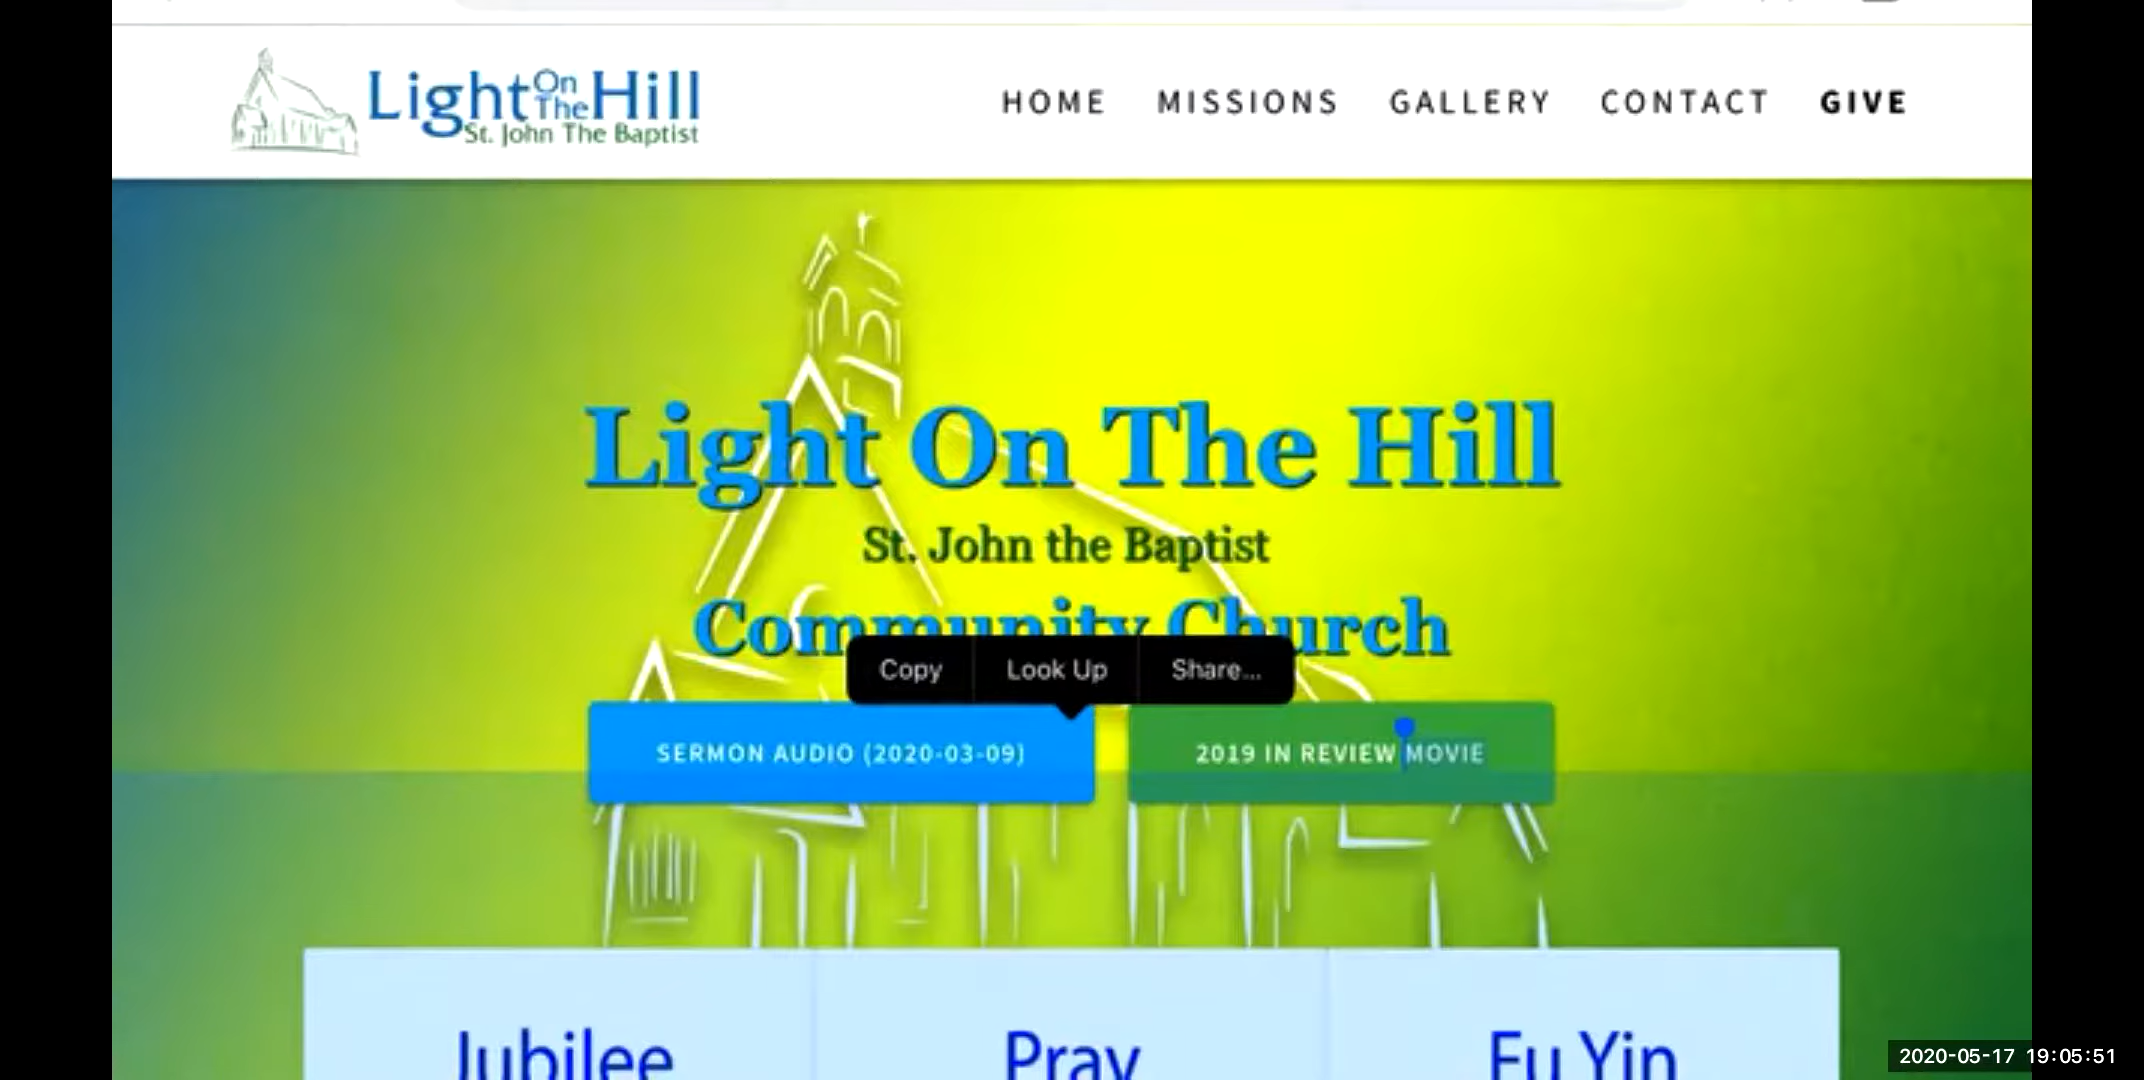 Light On The Hill
St. John The Baptist
HOME MISSIONS GALLERY CONTACT GIVE
Light On The Hill
St. John the Baptist
Community Church
Copy Look Up Share...
SERMON AUDIO (2020-03-09) 2019 IN REVIEW MOVIE
Jubilee Pray Fu Yin
2020-05-17 19:05:51